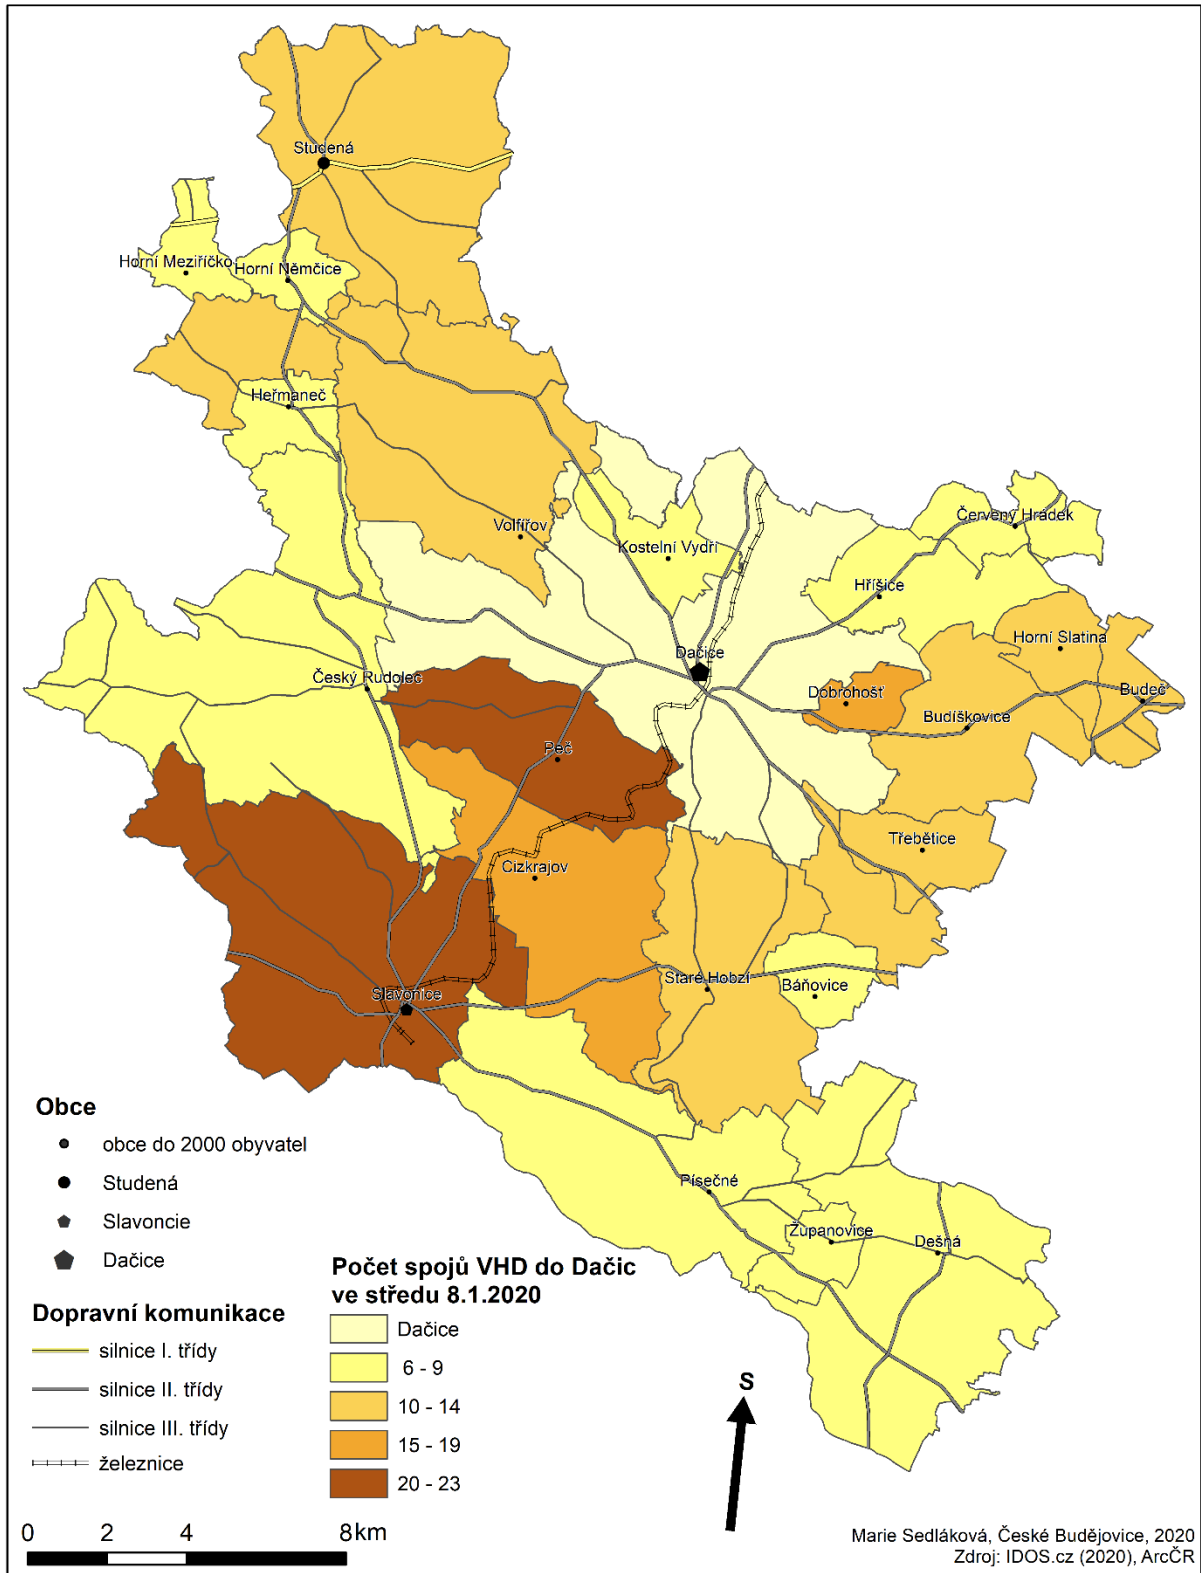 Studená
Horní Meziříčko
Horní Němčice
Heřmaneč
Volfířov
Kostelní Vydří
Červený Hrádek
Hříšice
Horní Slatina
Dačice
Český Rudolec
Dobrohošť
Budeč
Budíškovice
Peč
Třebětice
Cizkrajov
Staré Hobzí
Báňovice
Slavonice
Písečné
Županovice
Dešná
Obce
obce do 2000 obyvatel
Studená
Slavoncie
Dačice
Dopravní komunikace
silnice I. třídy
silnice II. třídy
silnice III. třídy
železnice
Počet spojů VHD do Dačic
ve středu 8.1.2020
Dačice
6 - 9
10 - 14
15 - 19
20 - 23
S
0 2 4 8 km
Marie Sedláková, České Budějovice, 2020
Zdroj: IDOS.cz (2020), ArcČR